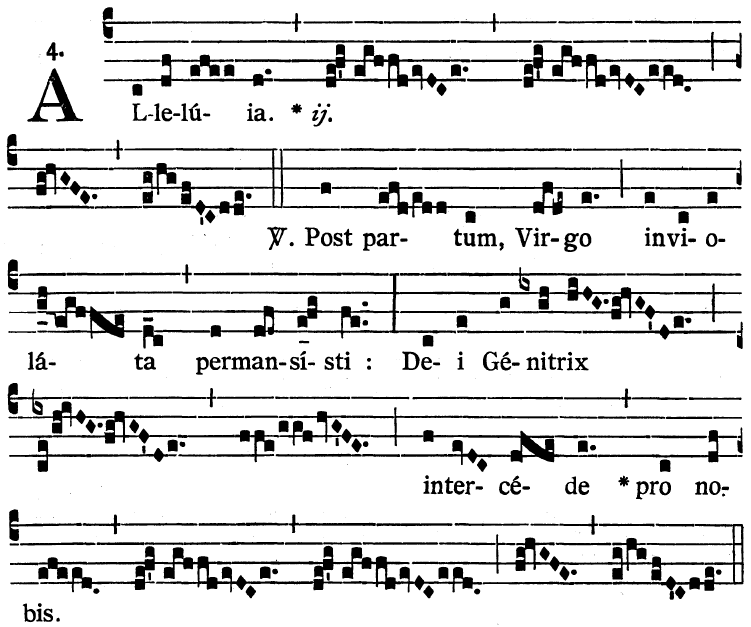 4.
A L-le-lú- ia. * ij.
℣. Post par- tum, Vir-go invi- o-
lá- ta perman-sí-sti : De- i Gé-nitrix
inter- cé- de * pro no-
bis.